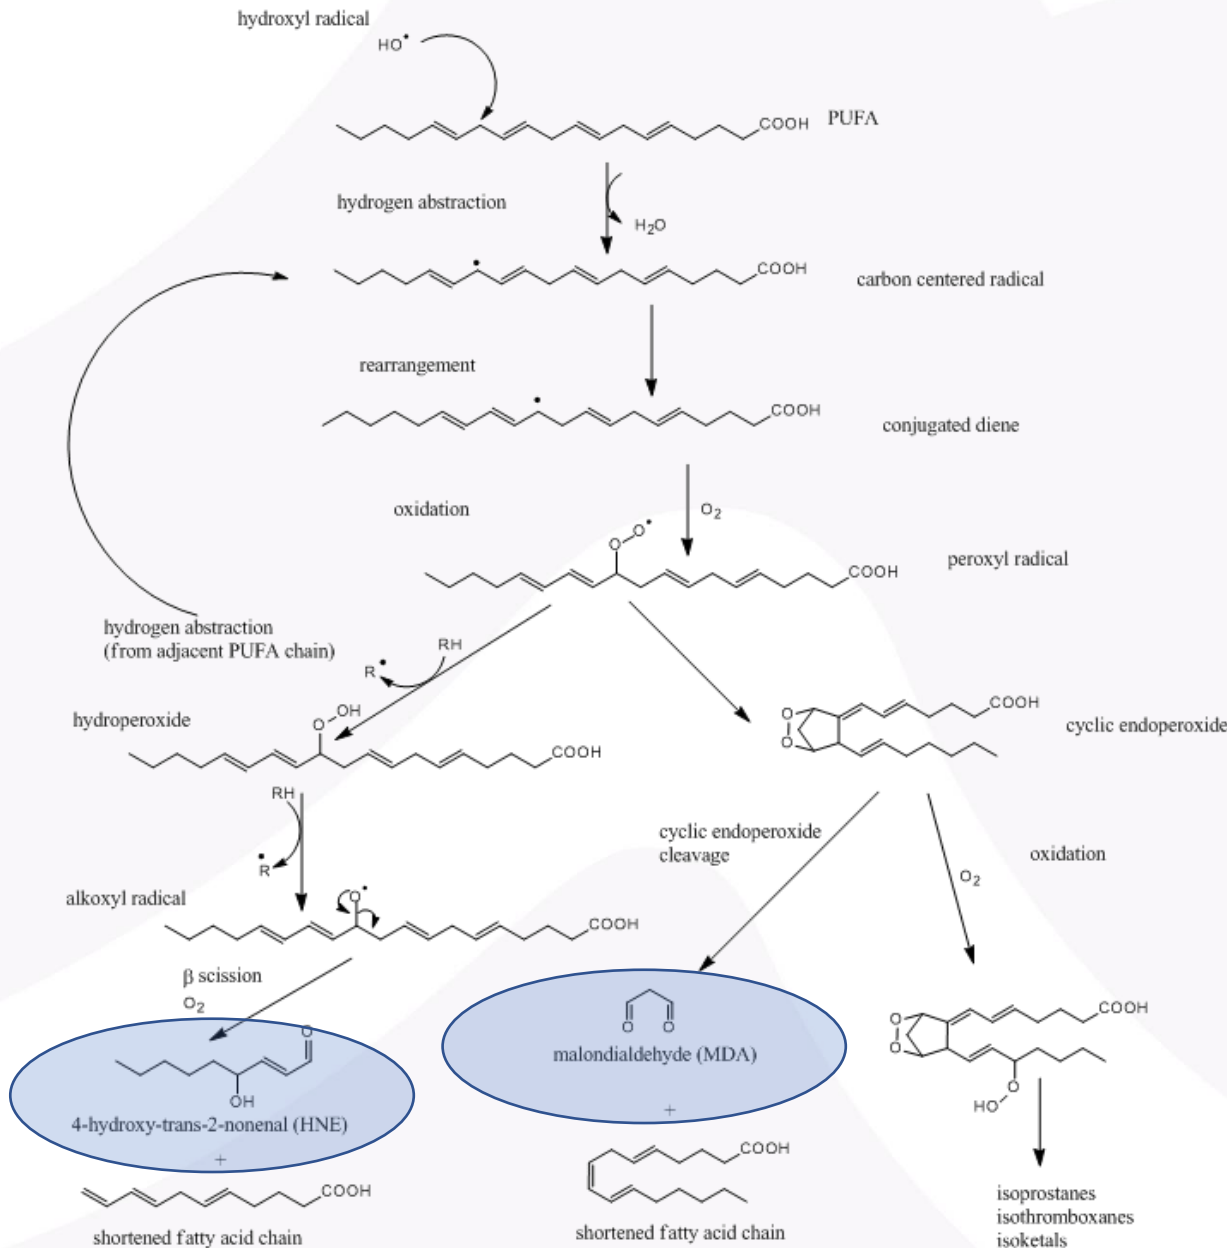 hydroxyl radical
HO•
COOH
PUFA
hydrogen abstraction
H2O
COOH
carbon centered radical
rearrangement
COOH
conjugated diene
oxidation
O2
O
O•
COOH
peroxyl radical
hydrogen abstraction
(from adjacent PUFA chain)
RH
R•
hydroperoxide
OH
O
COOH
O
O
COOH
cyclic endoperoxide
RH
R•
cyclic endoperoxide
cleavage
oxidation
O2
alkoxyl radical
O•
COOH
β scission
O2
O
OH
4-hydroxy-trans-2-nonenal (HNE)
+
COOH
shortened fatty acid chain
O O
malondialdehyde (MDA)
+
COOH
shortened fatty acid chain
O
O
COOH
O
HO
isoprostanes
isothromboxanes
isoketals